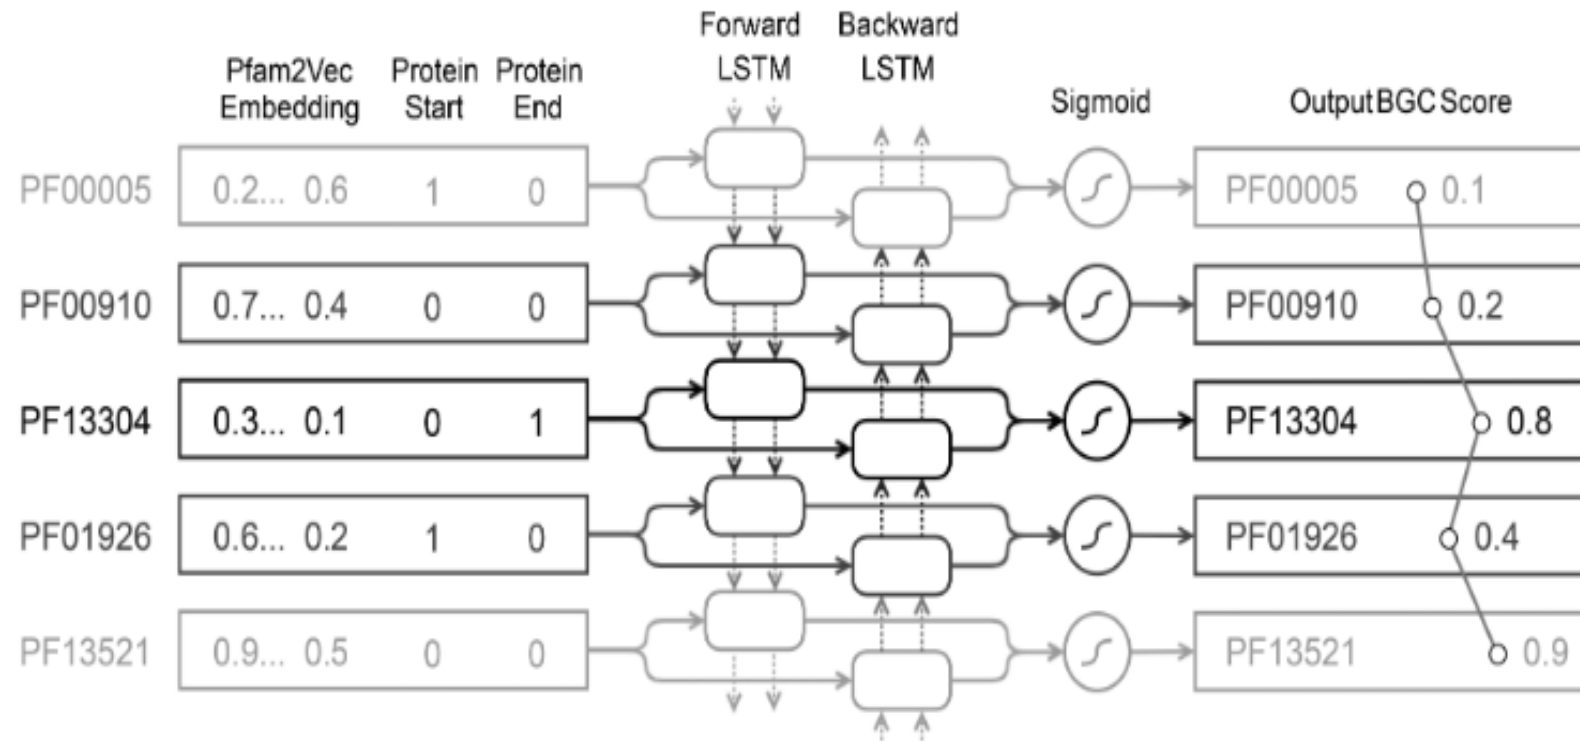 Forward Backward
LSTM LSTM
Pfam2Vec Protein Protein
Embedding Start End
Sigmoid
Output BGC Score
PF00005 0.2... 0.6 1 0 PF00005 0.1
PF00910 0.7... 0.4 0 0 PF00910 0.2
PF13304 0.3... 0.1 0 1 PF13304 0.8
PF01926 0.6... 0.2 1 0 PF01926 0.4
PF13521 0.9... 0.5 0 0 PF13521 0.9